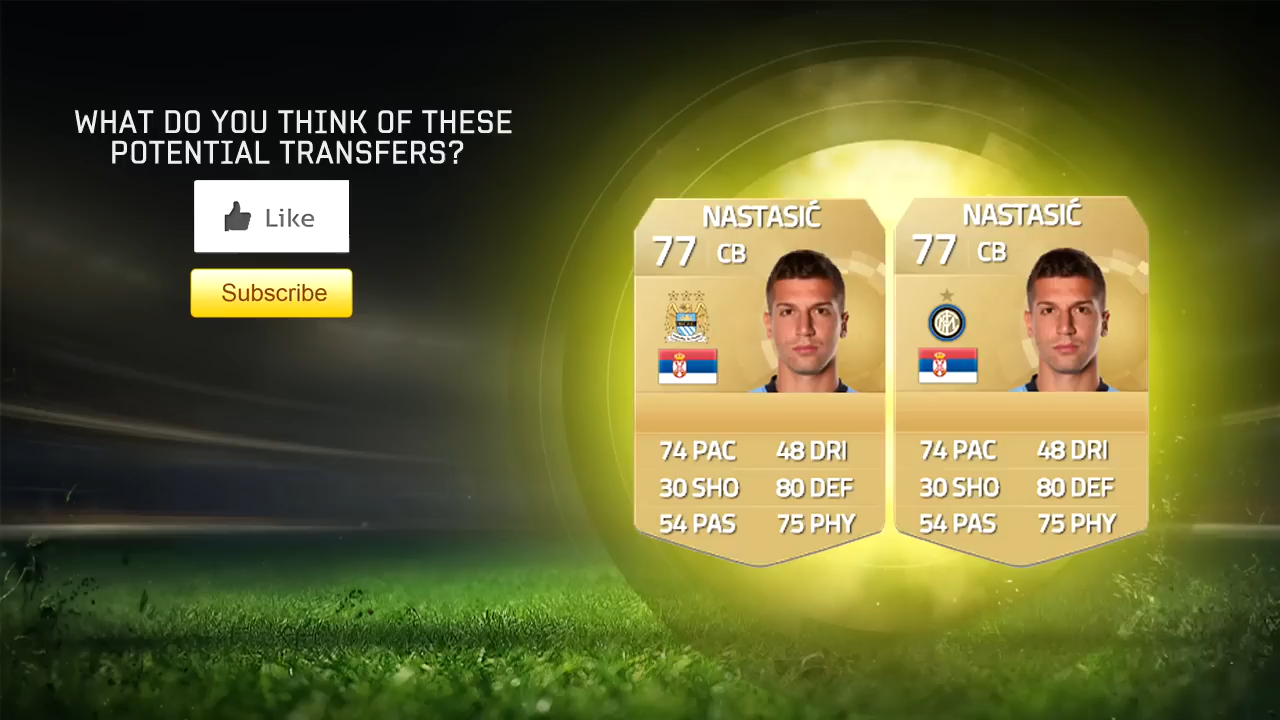 WHAT DO YOU THINK OF THESE
POTENTIAL TRANSFERS?
Like
Subscribe
NASTASIĆ
77 CB
74 PAC 48 DRI
30 SHO 80 DEF
54 PAS 75 PHY
NASTASIĆ
77 CB
74 PAC 48 DRI
30 SHO 80 DEF
54 PAS 75 PHY